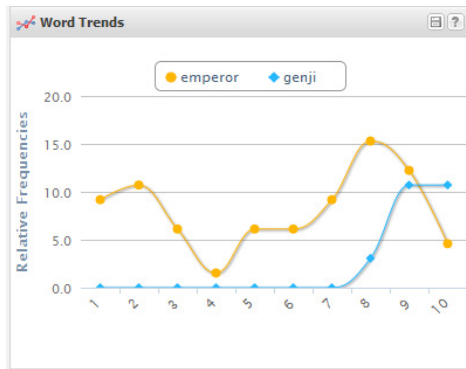 Word Trends ?
emperor genji
20.0
15.0
10.0
5.0
0.0
Relative Frequencies
1 2 3 4 5 6 7 8 9 10